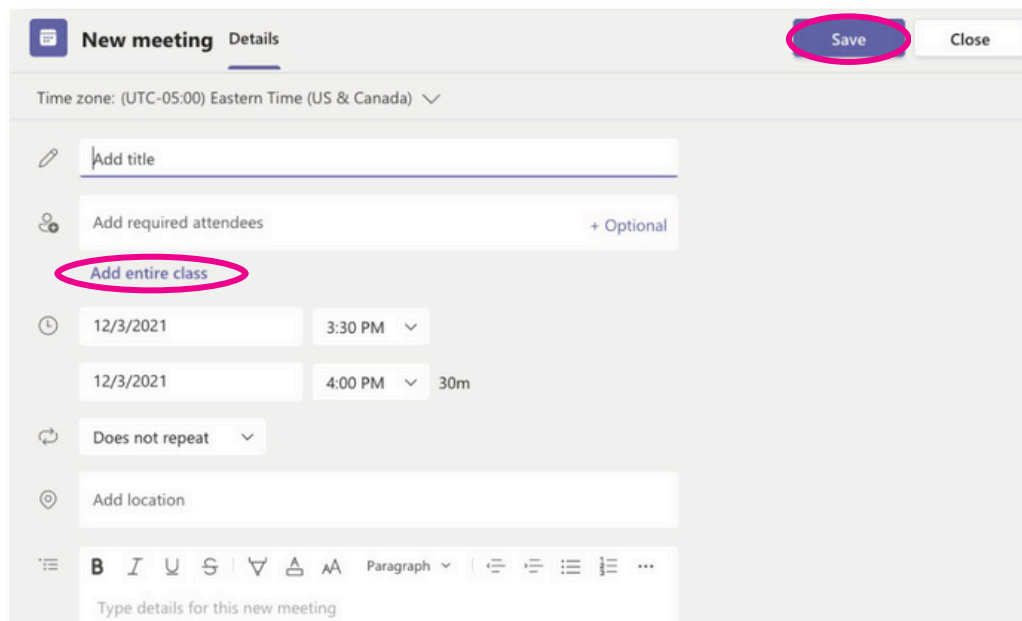 New meeting Details Save Close
Time zone: (UTC-05:00) Eastern Time (US & Canada)
Add title
Add required attendees + Optional
Add entire class
12/3/2021 3:30 PM
12/3/2021 4:00 PM 30m
Does not repeat
Add location
B I U S A AA Paragraph ...
Type details for this new meeting